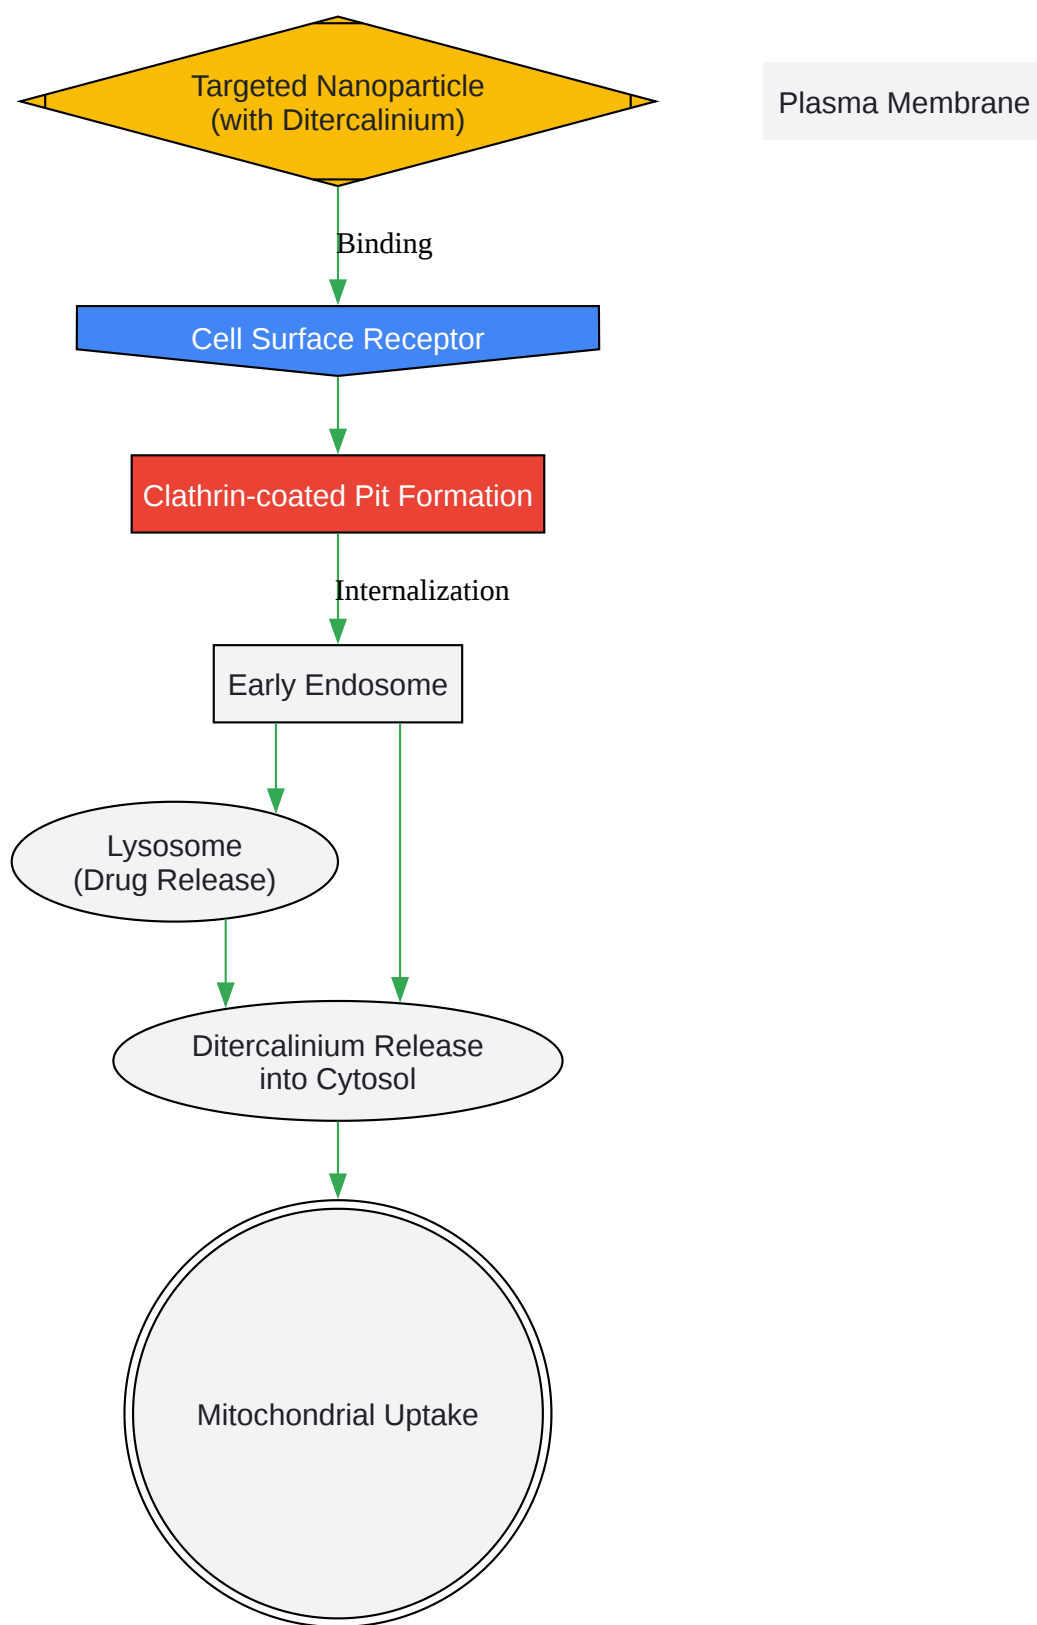 Targeted Nanoparticle
(with Ditercalinium)
Plasma Membrane
Binding
Cell Surface Receptor
Clathrin-coated Pit Formation
Internalization
Early Endosome
Lysosome
(Drug Release)
Ditercalinium Release
into Cytosol
Mitochondrial Uptake